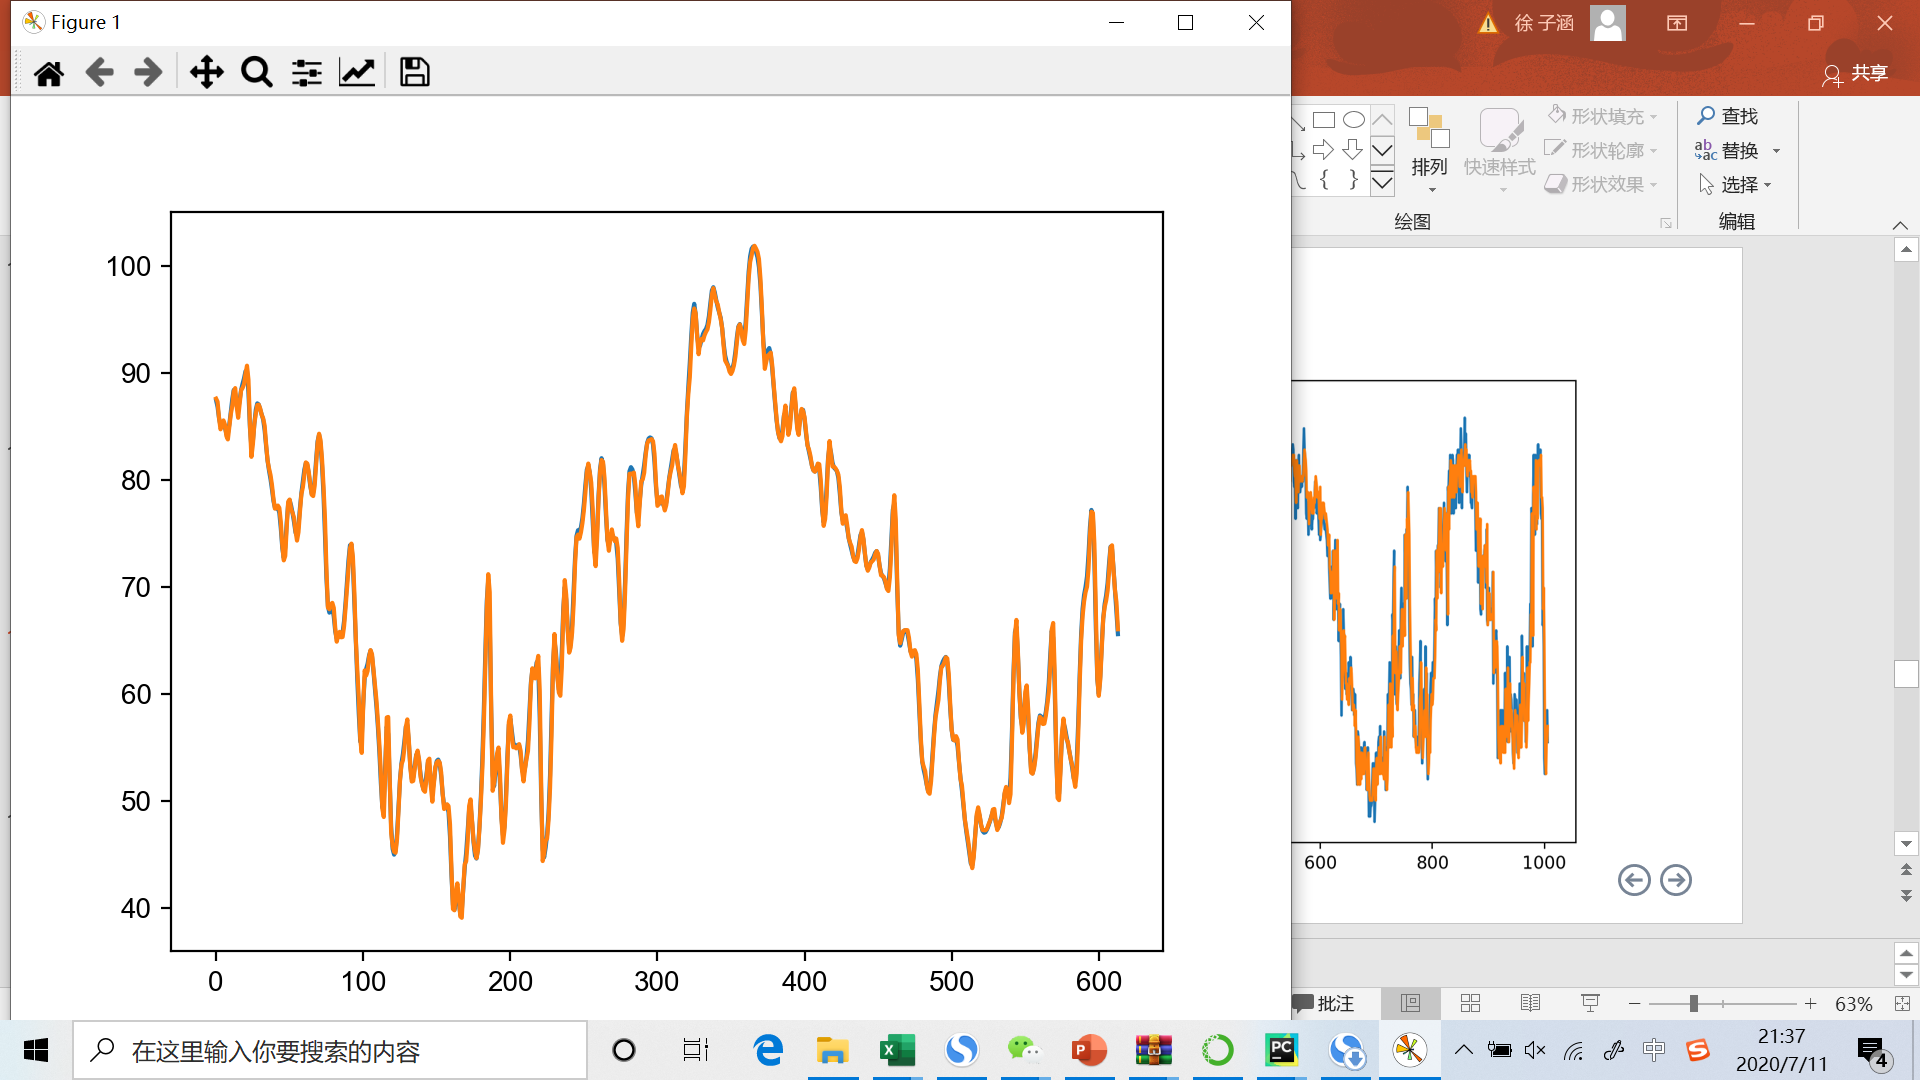 Figure 1
徐 子涵
共享
形状填充
查找
排列
快速样式
形状轮廓
ab
ac
替换
形状效果
选择
绘图
编辑
100
90
80
70
60
50
40
0 100 200 300 400 500 600
600 800 1000
批注
63%
在这里输入你要搜索的内容
中
21:37
2020/7/11
4